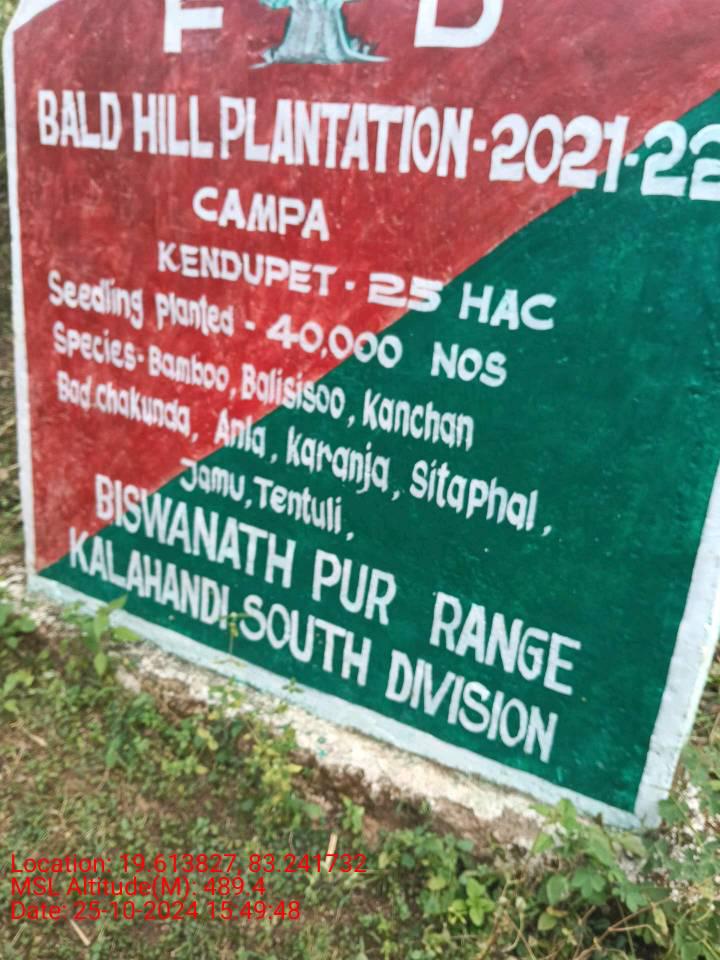 F D
BALD HILL PLANTATION-2021-22
CAMPA
KENDUPET - 25 HAC
Seedling planted - 40,000 NOS
Species- Bamboo, Balisisoo, Kanchan
Bad.chakunda, Anla, Karanja, Sitaphal,
Jamu, Tentuli,
BISWANATH PUR RANGE
KALAHANDI SOUTH DIVISION
Location: 19.613827, 83.241732
MSL Altitude(M): 489.4
Date: 25-10-2024 15:49:48